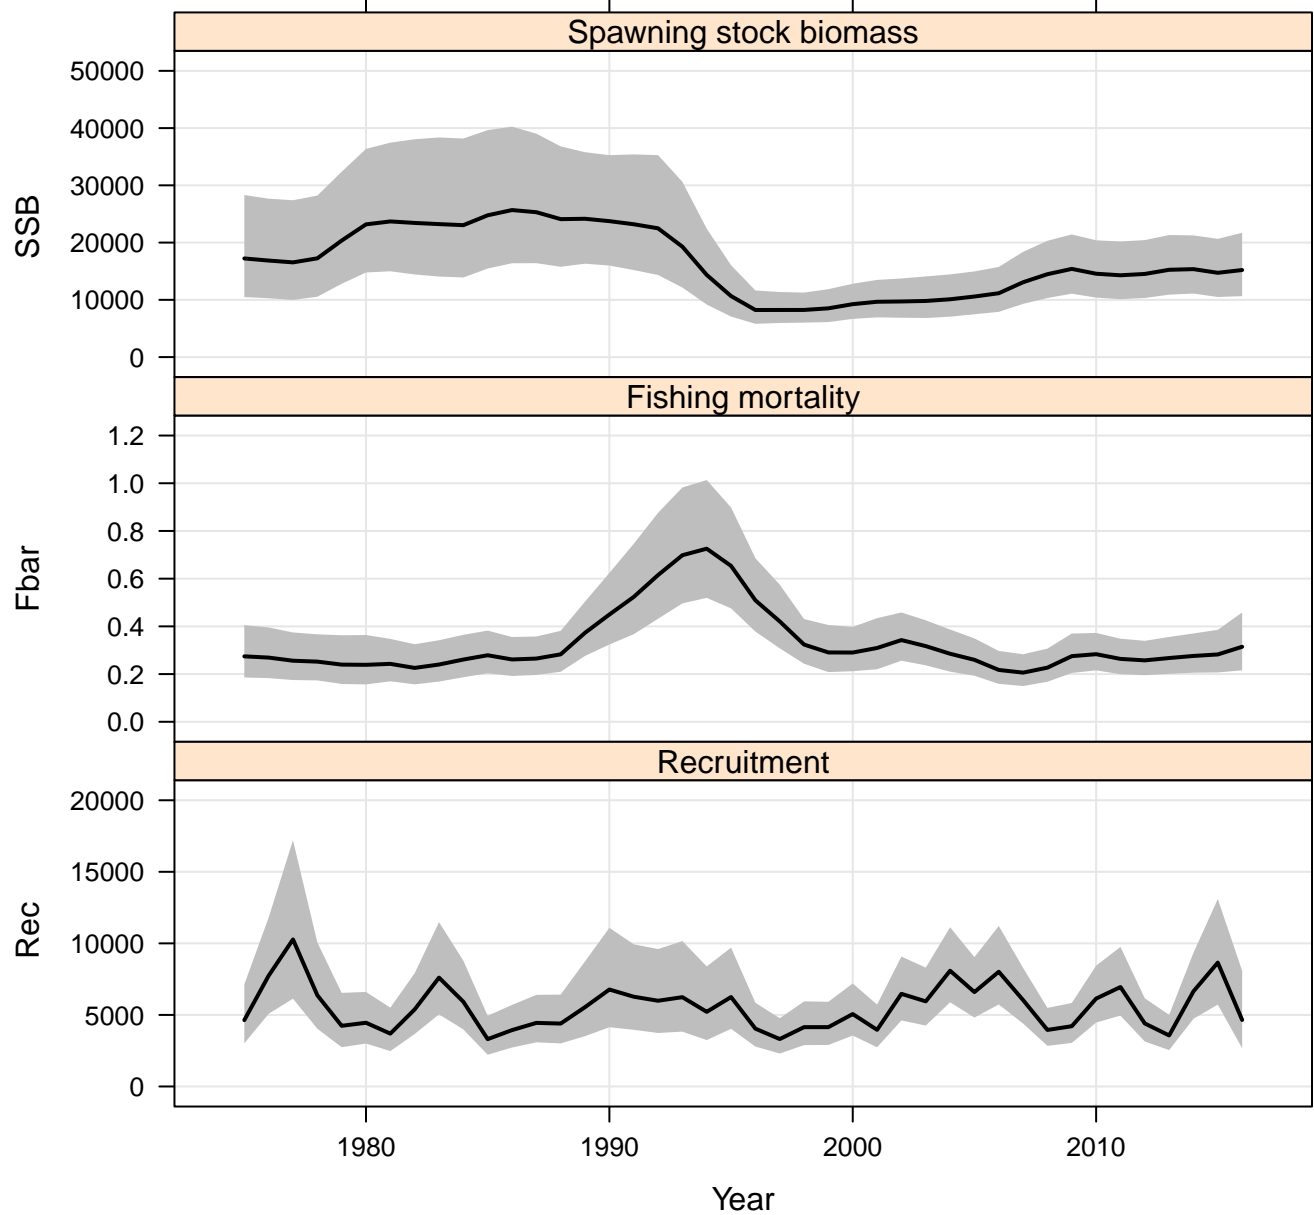 Spawning stock biomass
50000
40000
30000
20000
10000
0
SSB
Fishing mortality
1.2
1.0
0.8
0.6
0.4
0.2
0.0
Fbar
Recruitment
20000
15000
10000
5000
0
Rec
1980 1990 2000 2010
Year